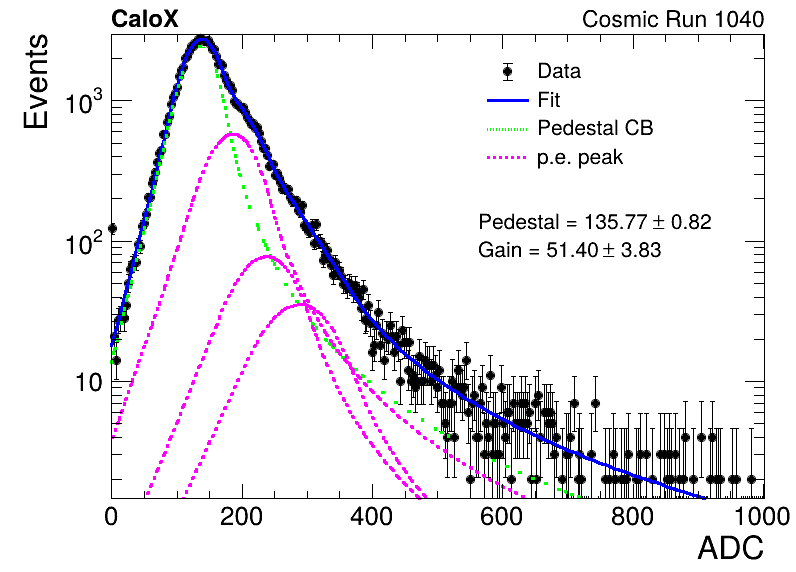 CaloX Cosmic Run 1040
Events
Data
Fit
Pedestal CB
p.e. peak
Pedestal = 135.77 ± 0.82
Gain = 51.40 ± 3.83
10³
10²
10
0 200 400 600 800 1000
ADC